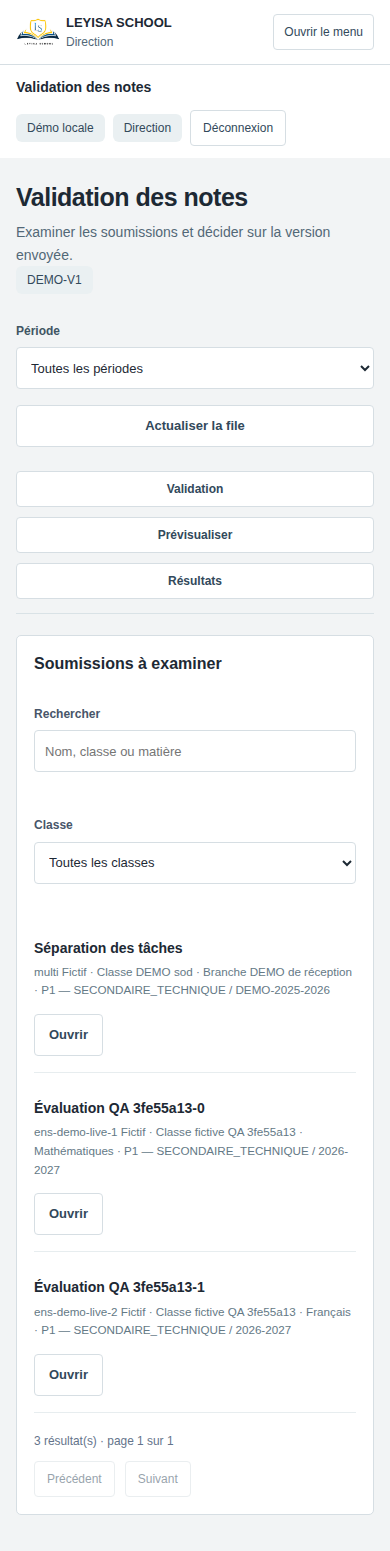 LEYISA SCHOOL
Direction
Ouvrir le menu
Validation des notes
Démo locale
Direction
Déconnexion
Validation des notes
Examiner les soumissions et décider sur la version
envoyée.
DEMO-V1
Période
Toutes les périodes
Actualiser la file
Validation
Prévisualiser
Résultats
Soumissions à examiner
Rechercher
Nom, classe ou matière
Classe
Toutes les classes
Séparation des tâches
multi Fictif · Classe DEMO sod · Branche DEMO de réception
· P1 — SECONDAIRE_TECHNIQUE / DEMO-2025-2026
Ouvrir
Évaluation QA 3fe55a13-0
ens-demo-live-1 Fictif · Classe fictive QA 3fe55a13 ·
Mathématiques · P1 — SECONDAIRE_TECHNIQUE / 2026-
2027
Ouvrir
Évaluation QA 3fe55a13-1
ens-demo-live-2 Fictif · Classe fictive QA 3fe55a13 · Français
· P1 — SECONDAIRE_TECHNIQUE / 2026-2027
Ouvrir
3 résultat(s) · page 1 sur 1
Précédent
Suivant